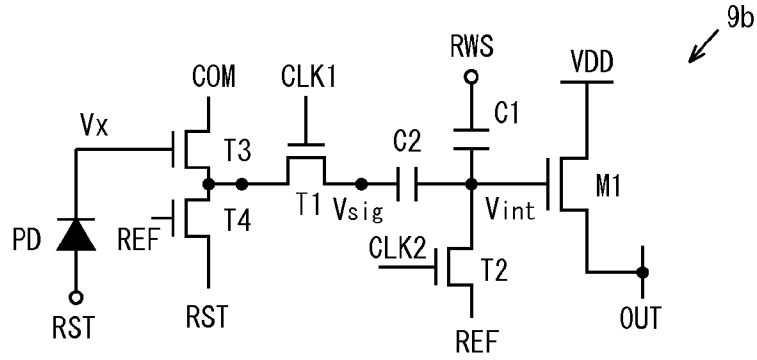 9b
RWS
VDD
COM
CLK1
C1
C2
Vx
T3
T1
Vsig
Vint
M1
T4
REF
PD
CLK2
T2
RST
RST
REF
OUT